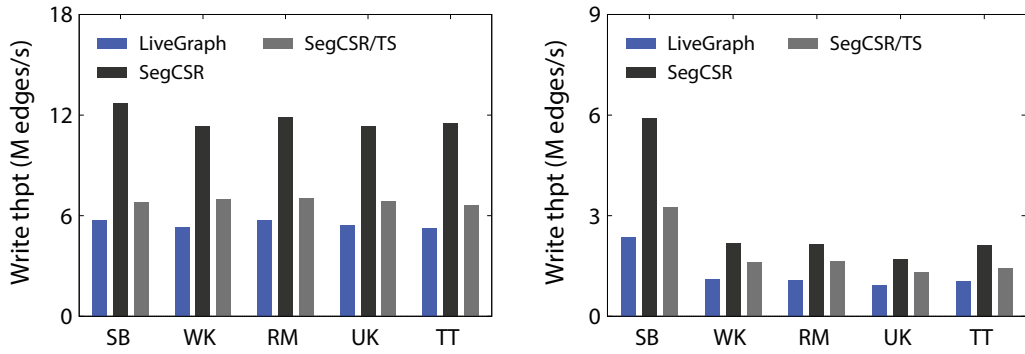 Write thpt (M edges/s)
18
12
6
0
LiveGraph
SegCSR/TS
SegCSR
SB WK RM UK TT
Write thpt (M edges/s)
9
6
3
0
LiveGraph
SegCSR/TS
SegCSR
SB WK RM UK TT